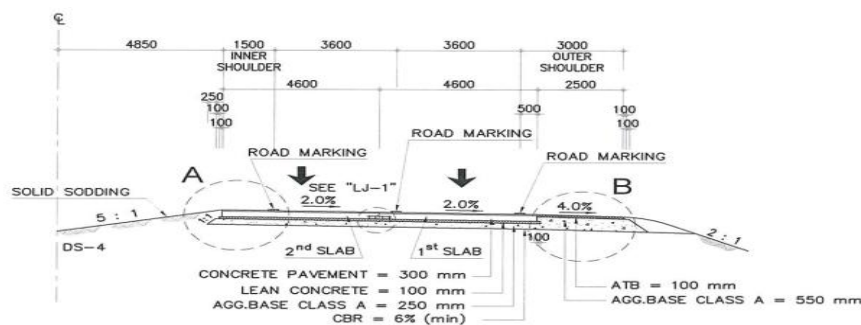 ℄
4850
1500
3600
3600
3000
INNER
SHOULDER
OUTER
SHOULDER
4600
4600
2500
250
100
100
500
100
100
ROAD MARKING
ROAD MARKING
ROAD MARKING
A
B
SOLID SODDING
SEE "LJ-1"
2.0%
2.0%
4.0%
5 : 1
1:1
2 : 1
DS-4
2nd SLAB
1st SLAB
100
CONCRETE PAVEMENT = 300 mm
LEAN CONCRETE = 100 mm
AGG.BASE CLASS A = 250 mm
CBR = 6% (min)
ATB = 100 mm
AGG.BASE CLASS A = 550 mm